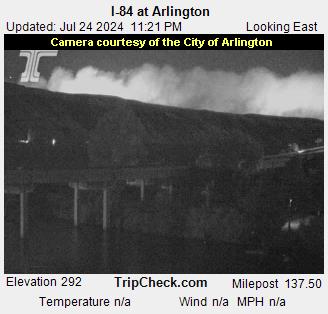 I-84 at Arlington
Updated: Jul 24 2024 11:21 PM Looking East
Camera courtesy of the City of Arlington
Elevation 292 TripCheck.com Milepost 137.50
Temperature n/a Wind n/a MPH n/a